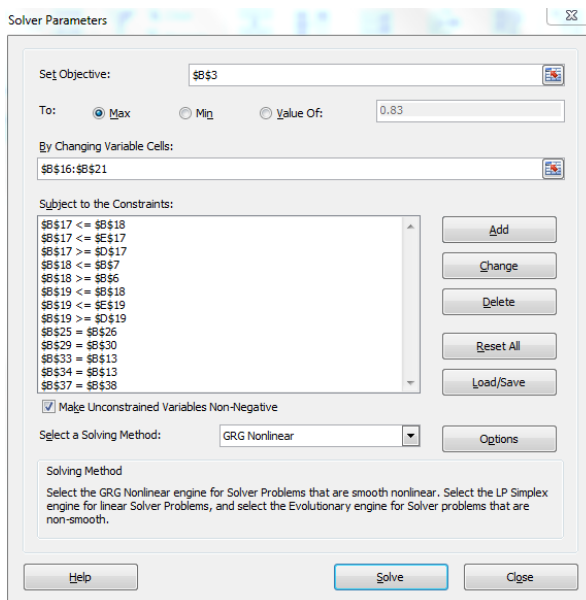 Solver Parameters
Set Objective: $B$3
To: Max Min Value Of: 0.83
By Changing Variable Cells:
$B$16:$B$21
Subject to the Constraints:
$B$17 <= $B$18
$B$17 <= $E$17
$B$17 >= $D$17
$B$18 <= $B$7
$B$18 >= $B$6
$B$19 <= $B$18
$B$19 <= $E$19
$B$19 >= $D$19
$B$25 = $B$26
$B$29 = $B$30
$B$33 = $B$13
$B$34 = $B$13
$B$37 = $B$38
Add
Change
Delete
Reset All
Load/Save
Make Unconstrained Variables Non-Negative
Select a Solving Method: GRG Nonlinear Options
Solving Method
Select the GRG Nonlinear engine for Solver Problems that are smooth nonlinear. Select the LP Simplex
engine for linear Solver Problems, and select the Evolutionary engine for Solver problems that are
non-smooth.
Help Solve Close